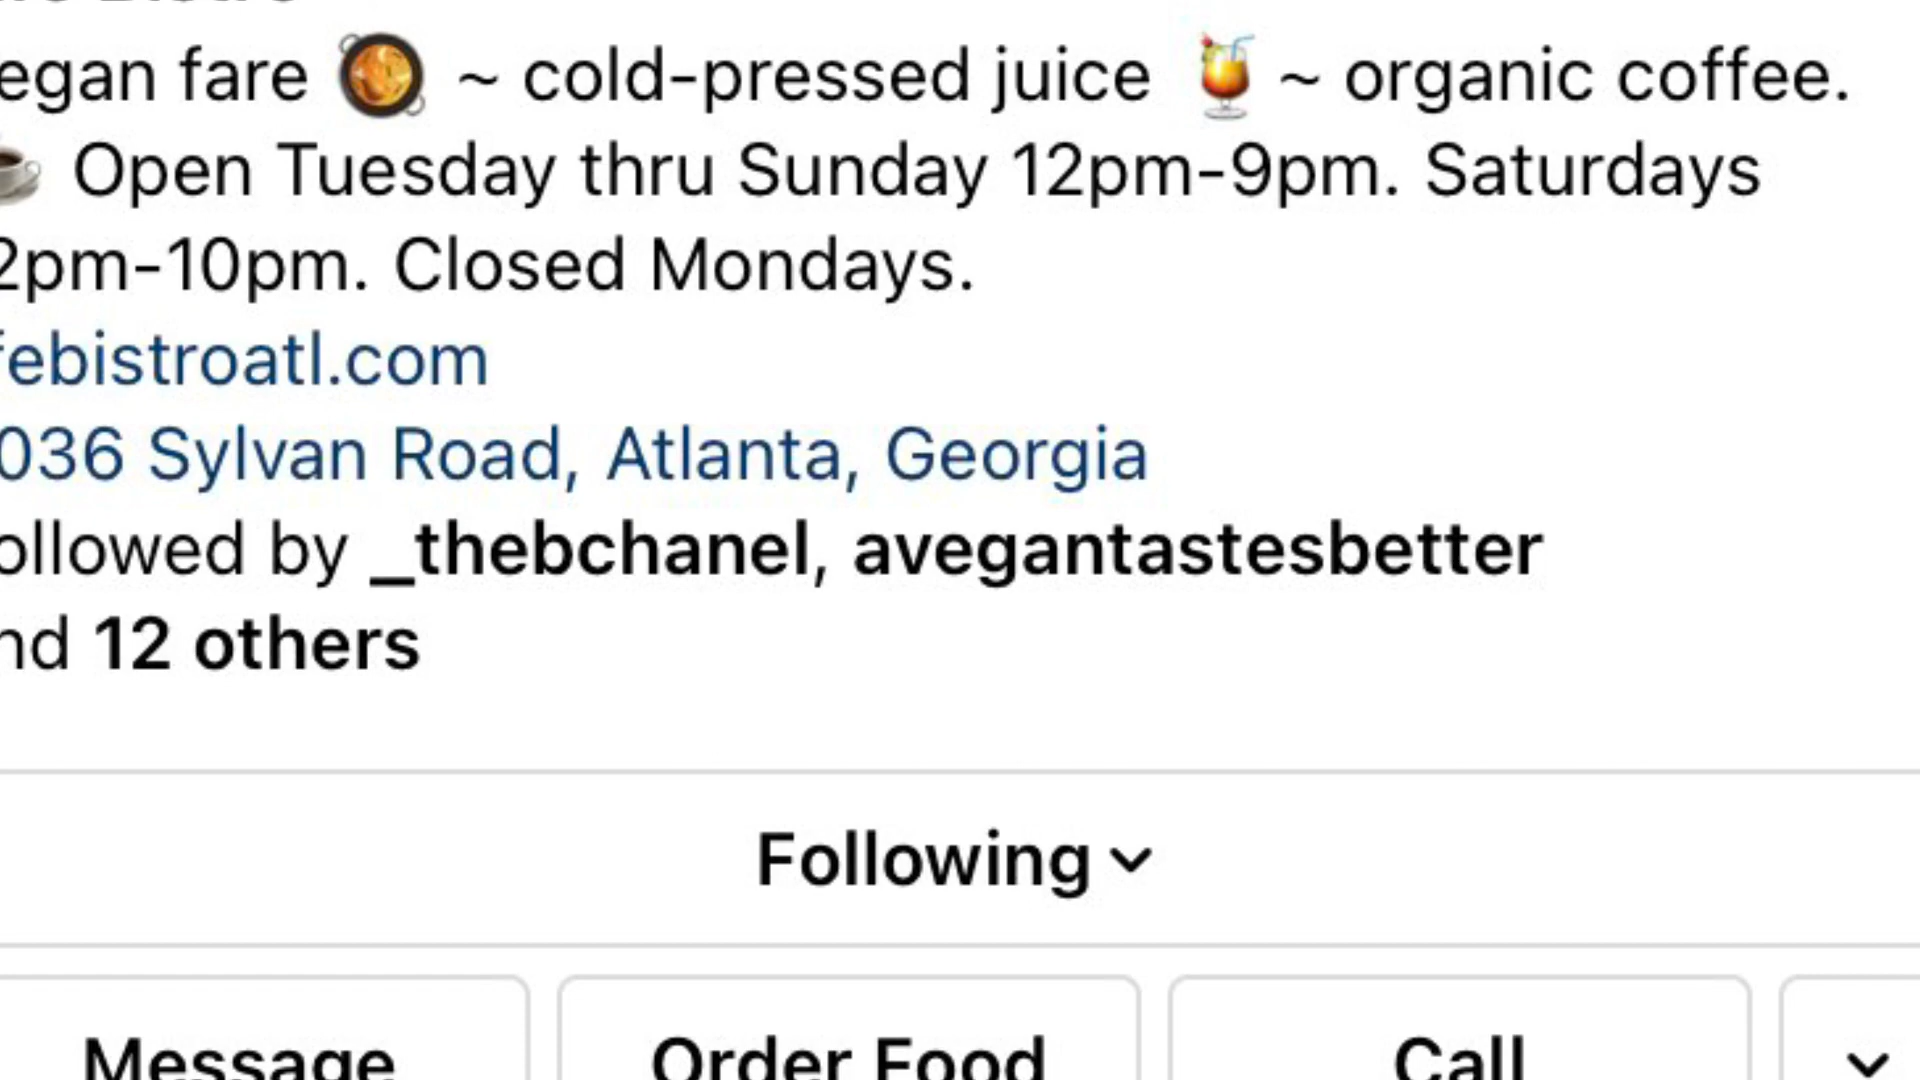 egan fare 🥘 ~ cold-pressed juice 🍹 ~ organic coffee.
☕ Open Tuesday thru Sunday 12pm-9pm. Saturdays
2pm-10pm. Closed Mondays.
febistroatl.com
036 Sylvan Road, Atlanta, Georgia
ollowed by _thebchanel, avegantastesbetter
nd 12 others
Following
Message
Order Food
Call